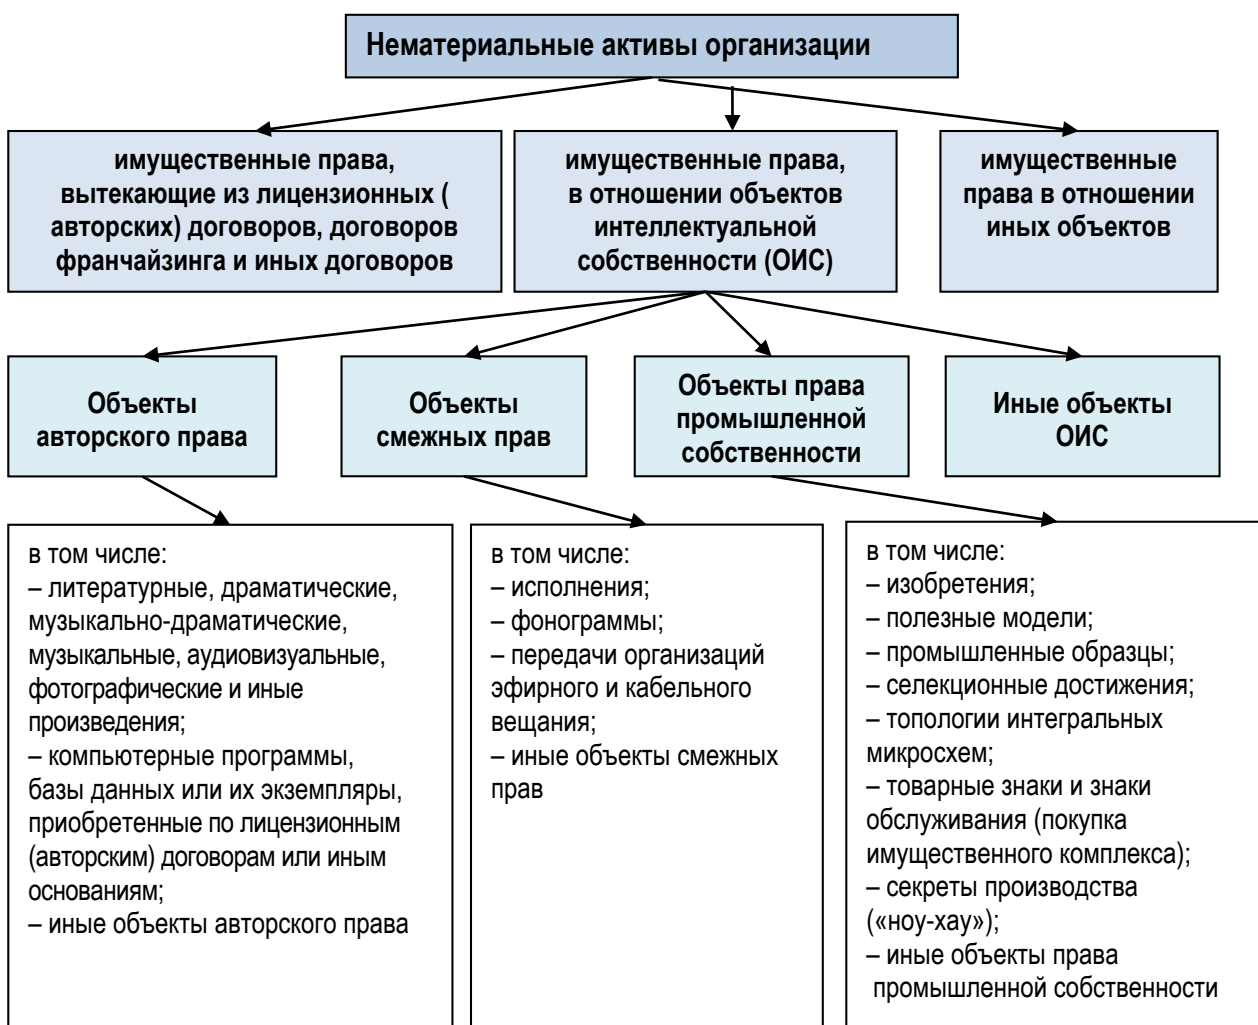 Нематериальные активы организации
имущественные права,
вытекающие из лицензионных (
авторских) договоров, договоров
франчайзинга и иных договоров
имущественные права,
в отношении объектов
интеллектуальной
собственности (ОИС)
имущественные
права в отношении
иных объектов
Объекты
авторского права
Объекты
смежных прав
Объекты права
промышленной
собственности
Иные объекты
ОИС
в том числе:
– литературные, драматические,
музыкально-драматические,
музыкальные, аудиовизуальные,
фотографические и иные
произведения;
– компьютерные программы,
базы данных или их экземпляры,
приобретенные по лицензионным
(авторским) договорам или иным
основаниям;
– иные объекты авторского права
в том числе:
– исполнения;
– фонограммы;
– передачи организаций
эфирного и кабельного
вещания;
– иные объекты смежных
прав
в том числе:
– изобретения;
– полезные модели;
– промышленные образцы;
– селекционные достижения;
– топологии интегральных
микросхем;
– товарные знаки и знаки
обслуживания (покупка
имущественного комплекса);
– секреты производства
(«ноу-хау»);
– иные объекты права
промышленной собственности